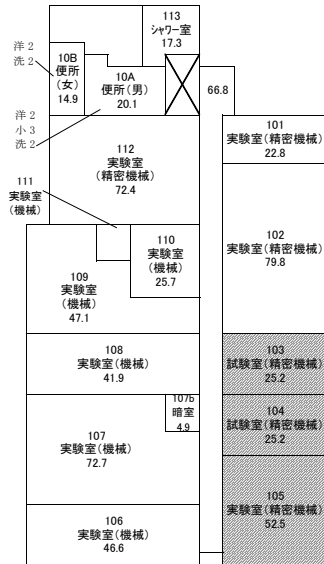 113
シャワー室
17.3
洋 2
洗 2
10B
便所
(女)
14.9
10A
便所(男)
20.1
66.8
洋 2
小 3
洗 2
101
実験室(精密機械)
22.8
112
実験室
(精密機械)
72.4
111
実験室
(機械)
110
実験室
(機械)
25.7
102
実験室(精密機械)
79.8
109
実験室
(機械)
47.1
108
実験室(機械)
41.9
103
試験室(精密機械)
25.2
107b
暗室
4.9
104
試験室(精密機械)
25.2
107
実験室(機械)
72.7
105
実験室(精密機械)
52.5
106
実験室(機械)
46.6